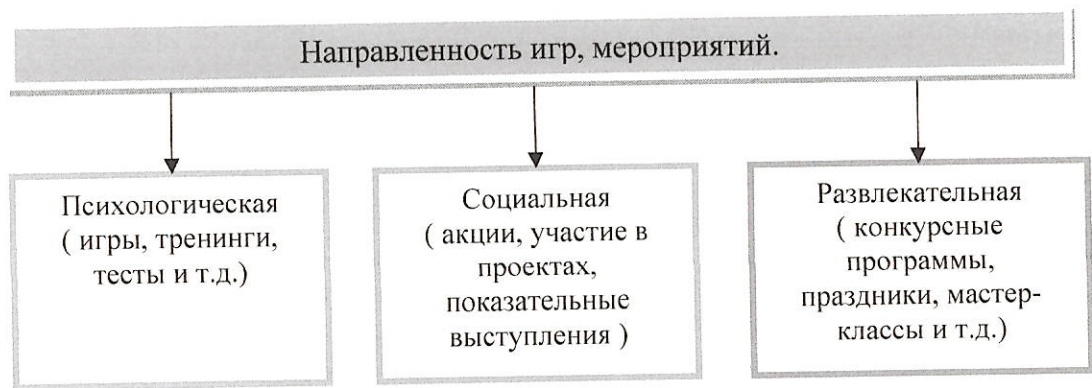 Направленность игр, мероприятий.
Психологическая
( игры, тренинги,
тесты и т.д.)
Социальная
( акции, участие в
проектах,
показательные
выступления )
Развлекательная
( конкурсные
программы,
праздники, мастер-
классы и т.д.)